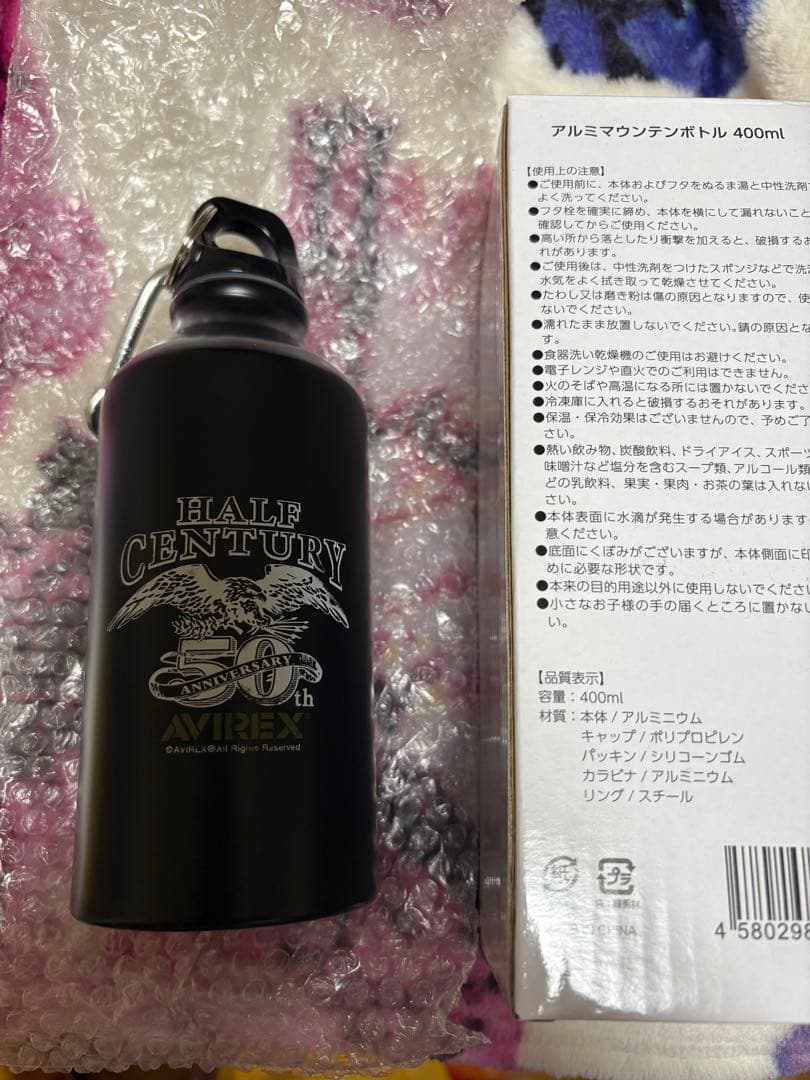 HALF
CENTURY
50th
ANNIVERSARY
AVIREX®
©AVIREX®All Rights Reserved
アルミマウンテンボトル 400ml
【使用上の注意】
●ご使用前に、本体およびフタをぬるま湯と中性洗剤
よく洗ってください。
●フタ栓を確実に締め、本体を横にして漏れないこと
確認してからご使用ください。
●高い所から落としたり衝撃を加えると、破損するお
れがあります。
●ご使用後は、中性洗剤をつけたスポンジなどで洗
水気をよく拭き取って乾燥させてください。
●たわし又は磨き粉は傷の原因となりますので、使
ないでください。
●濡れたまま放置しないでください。錆の原因とな
す。
●食器洗い乾燥機のご使用はお避けください。
●電子レンジや直火でのご利用はできません。
●火のそばや高温になる所には置かないでくださ
●冷凍庫に入れると破損するおそれがあります。
●保温・保冷効果はございませんので、予めご了
さい。
●熱い飲み物、炭酸飲料、ドライアイス、スポーツ
味噌汁など塩分を含むスープ類、アルコール類
どの乳飲料、果実・果肉・お茶の葉は入れな
さい。
●本体表面に水滴が発生する場合があります
意ください。
●底面にくぼみがございますが、本体側面に印
めに必要な形状です。
●本来の目的用途以外に使用しないでくださ
●小さなお子様の手の届くところに置かない
い。
【品質表示】
容量：400ml
材質：本体 / アルミニウム
キャップ / ポリプロピレン
パッキン / シリコーンゴム
カラビナ / アルミニウム
リング / スチール
紙
プラ
CHINA
4 580298